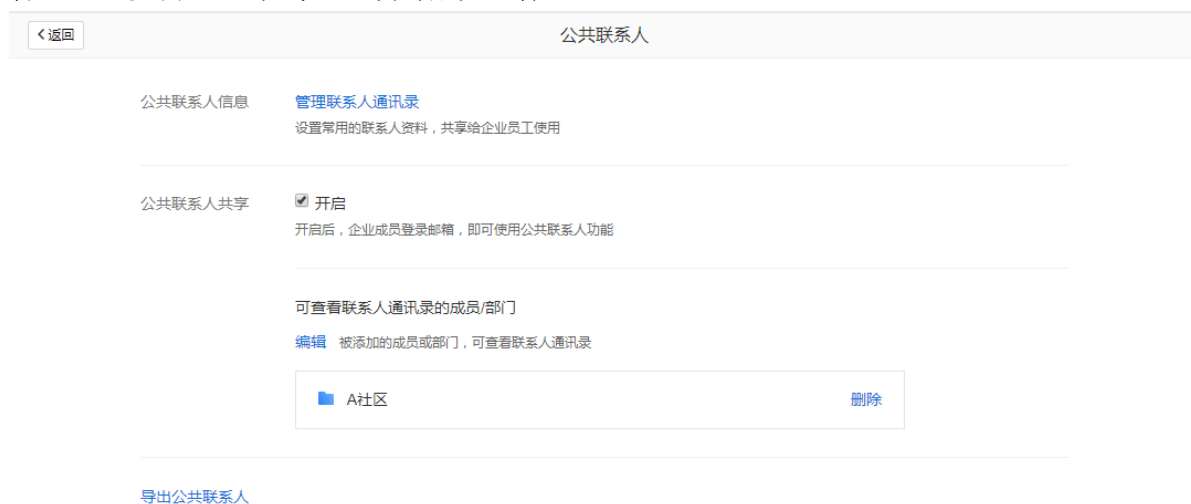 返回
公共联系人
公共联系人信息
管理联系人通讯录
设置常用的联系人资料，共享给企业员工使用
公共联系人共享
开启
开启后，企业成员登录邮箱，即可使用公共联系人功能
可查看联系人通讯录的成员/部门
编辑 被添加的成员或部门，可查看联系人通讯录
A社区 删除
导出公共联系人